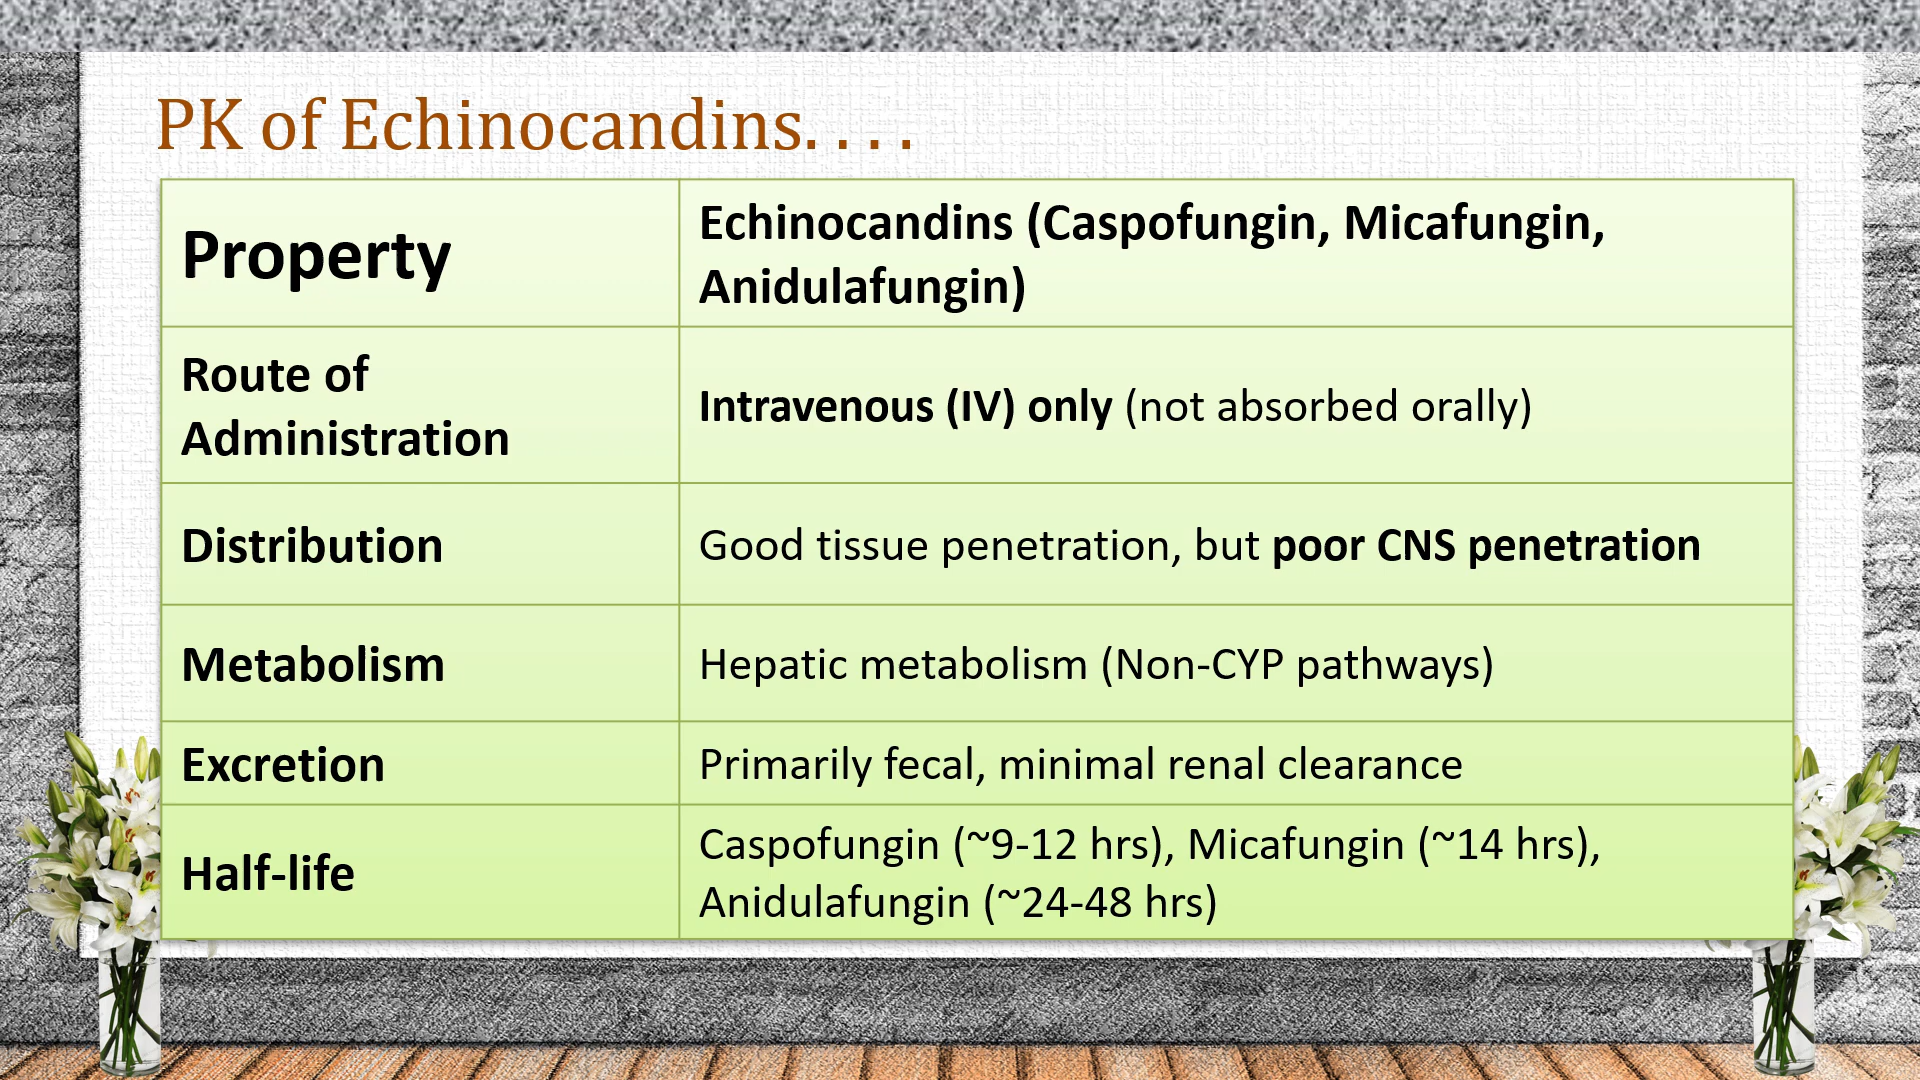 PK of Echinocandins. . . .
Property
Echinocandins (Caspofungin, Micafungin,
Anidulafungin)
Route of
Administration
Intravenous (IV) only (not absorbed orally)
Distribution
Good tissue penetration, but poor CNS penetration
Metabolism
Hepatic metabolism (Non-CYP pathways)
Excretion
Primarily fecal, minimal renal clearance
Half-life
Caspofungin (~9-12 hrs), Micafungin (~14 hrs),
Anidulafungin (~24-48 hrs)